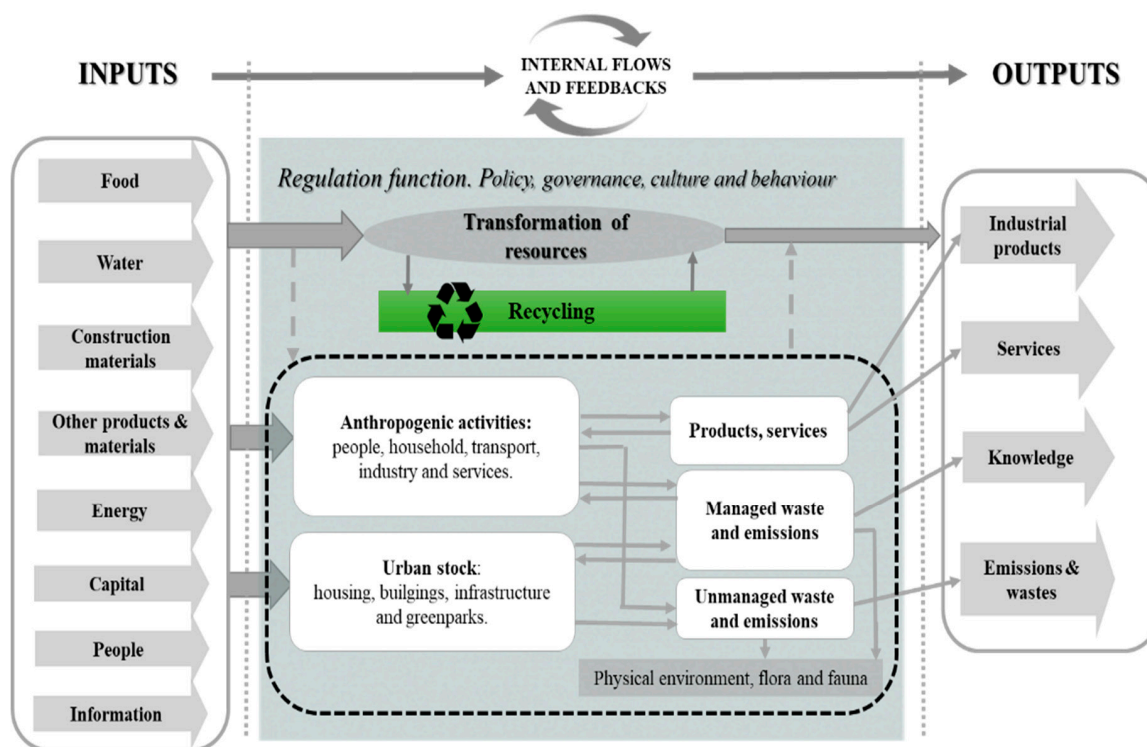 INPUTS
INTERNAL FLOWS
AND FEEDBACKS
OUTPUTS
Food
Water
Construction
materials
Other products &
materials
Energy
Capital
People
Information
Regulation function. Policy, governance, culture and behaviour
Transformation of
resources
Recycling
Anthropogenic activities:
people, household, transport,
industry and services.
Urban stock:
housing, builgings, infrastructure
and greenparks.
Products, services
Managed waste
and emissions
Unmanaged waste
and emissions
Physical environment, flora and fauna
Industrial
products
Services
Knowledge
Emissions &
wastes